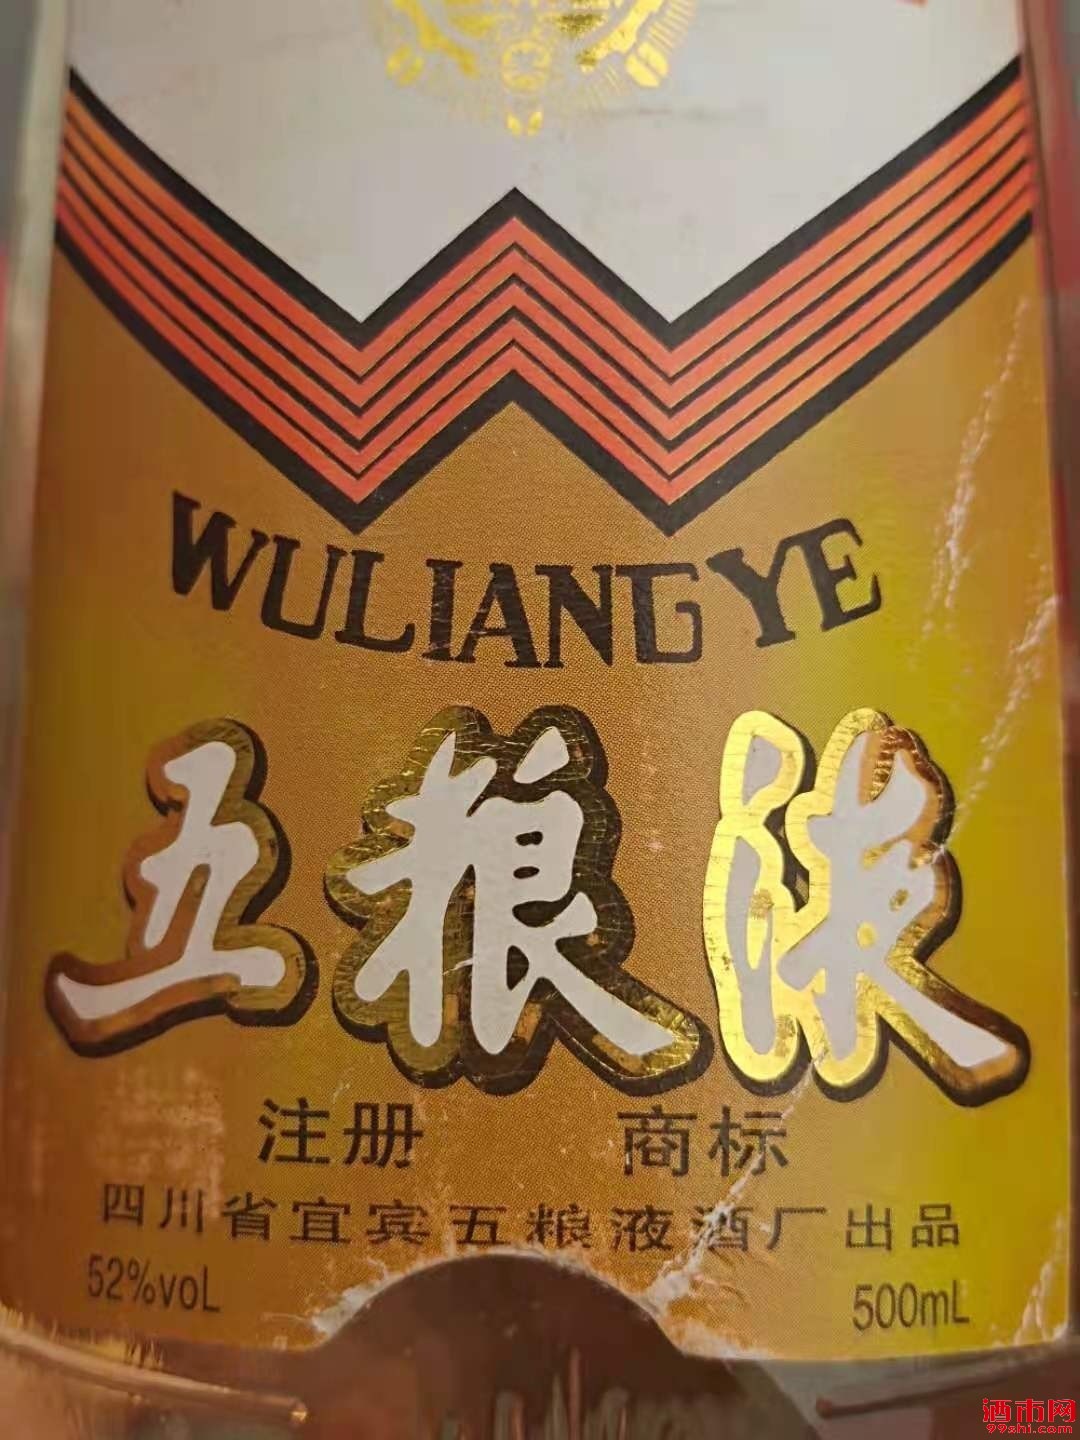 WULIANGYE
五粮液
注册 商标
四川省宜宾五粮液酒厂出品
52%voL 500mL
酒市网
99shi.com